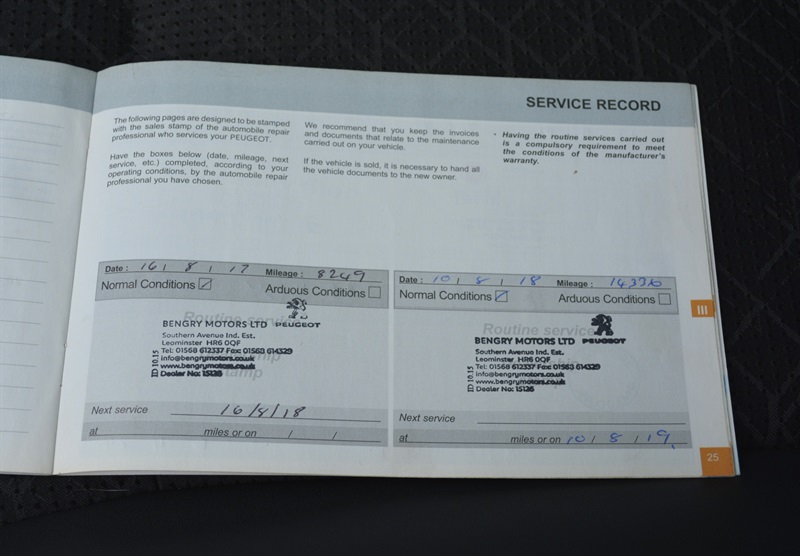 SERVICE RECORD
The following pages are designed to be stamped
with the sales stamp of the automobile repair
professional who services your PEUGEOT.
Have the boxes below (date, mileage, next
service, etc.) completed, according to your
operating conditions, by the automobile repair
professional you have chosen.
We recommend that you keep the invoices
and documents that relate to the maintenance
carried out on your vehicle.
If the vehicle is sold, it is necessary to hand all
the vehicle documents to the new owner.
• Having the routine services carried out
is a compulsory requirement to meet
the conditions of the manufacturer's
warranty.
Date : 16 / 8 / 17 Mileage : 8249
Normal Conditions ☑ Arduous Conditions ☐
Routine service
BENGRY MOTORS LTD PEUGEOT
Southern Avenue Ind. Est.
Leominster HR6 0QF
Tel: 01568 612337 Fax: 01568 614329
info@bengrymotors.co.uk
www.bengrymotors.co.uk
Dealer No: 15126
ID 10.15
stamp
Next service 16/8/18
at miles or on / /
Date : 10 / 8 / 18 Mileage : 14336
Normal Conditions ☑ Arduous Conditions ☐
Routine service
BENGRY MOTORS LTD PEUGEOT
Southern Avenue Ind. Est.
Leominster HR6 0QF
Tel: 01568 612337 Fax: 01568 614329
info@bengrymotors.co.uk
www.bengrymotors.co.uk
Dealer No: 15126
ID 10.15
Next service
at miles or on 10 / 8 / 19
III
25